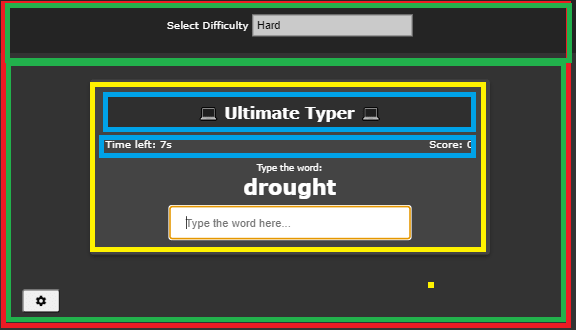 Select Difficulty Hard
💻 Ultimate Typer 💻
Time left: 7s Score: 0
Type the word:
drought
Type the word here...